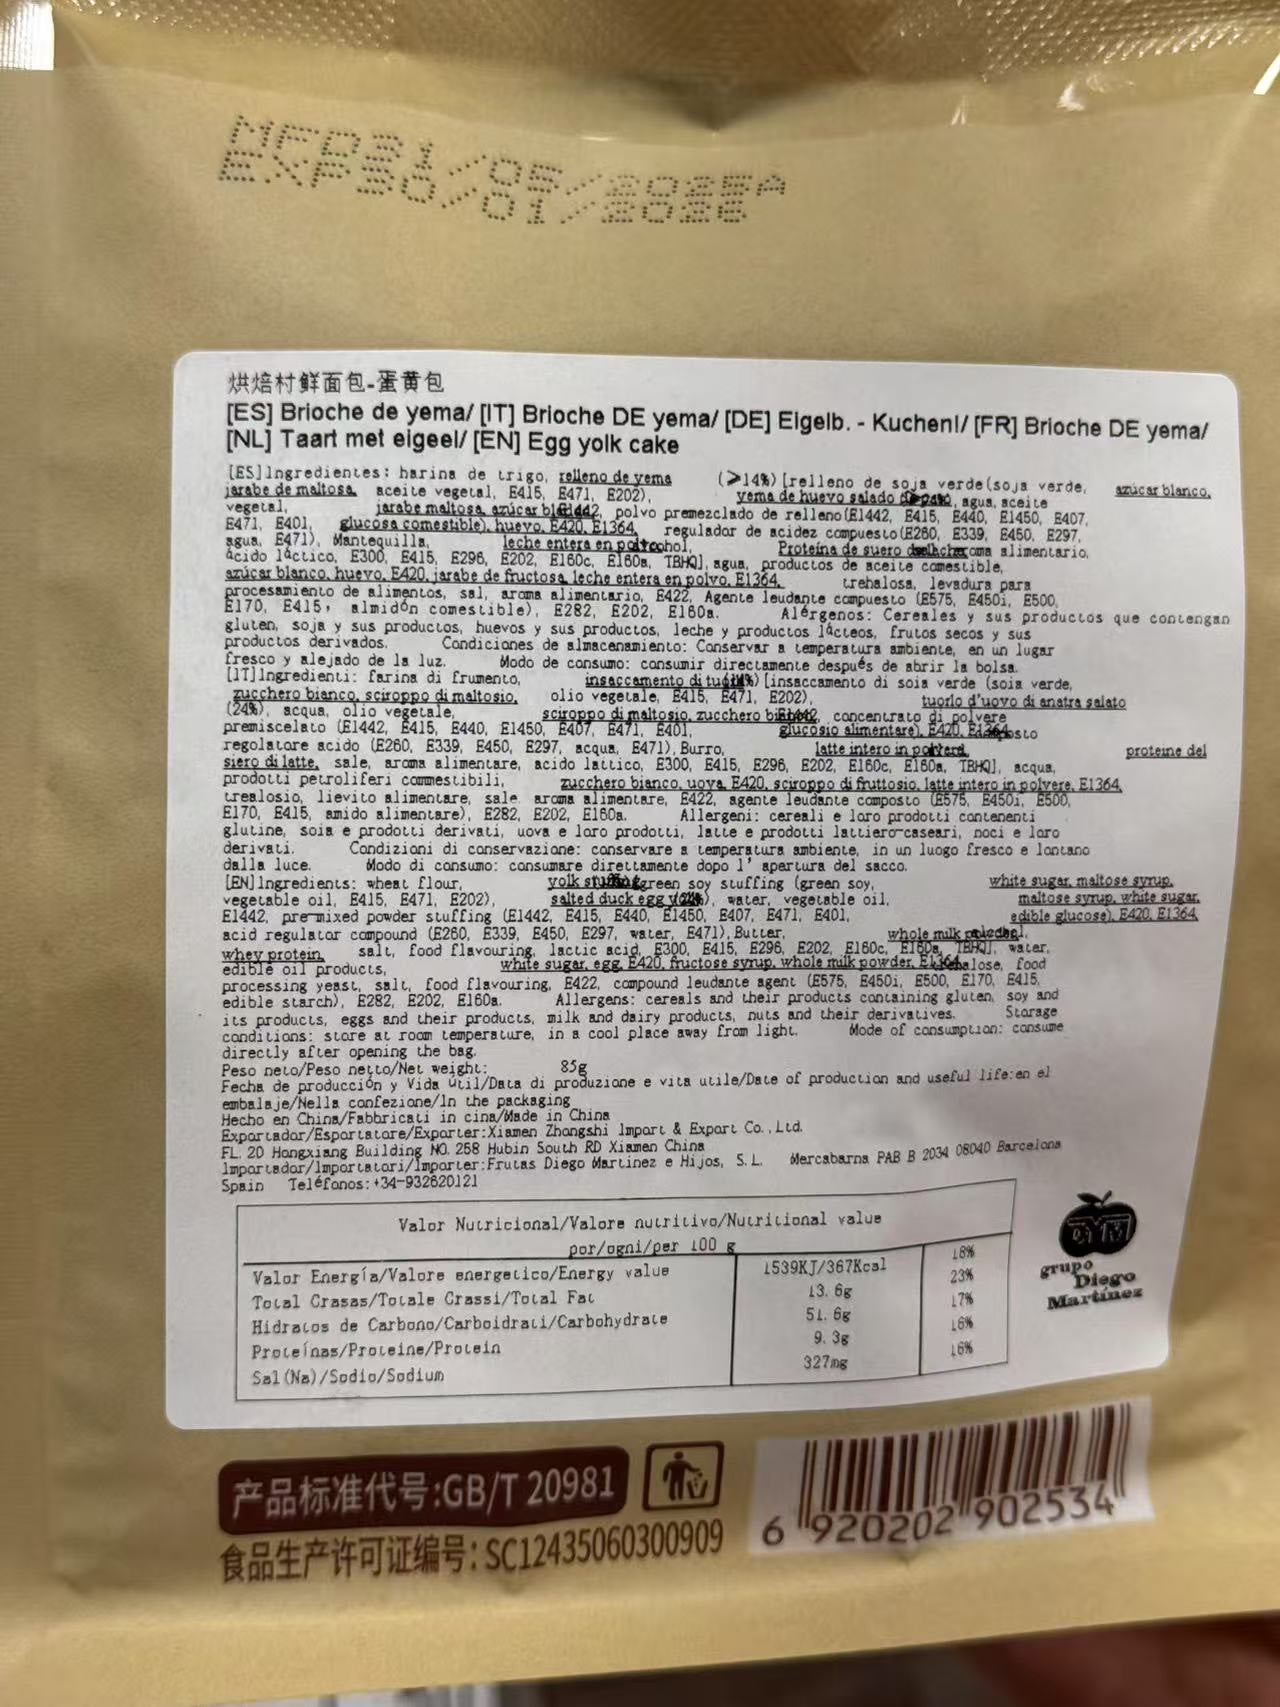 MFD31/05/2025A
EXP30/01/2026
烘焙村鲜面包-蛋黄包
[ES] Brioche de yema/ [IT] Brioche DE yema/ [DE] Eigelb. - Kuchenl/ [FR] Brioche DE yema/
[NL] Taart met eigeel/ [EN] Egg yolk cake
[ES]Ingredientes: harina de trigo, relleno de yema (>14%) [relleno de soja verde(soja verde, azúcar blanco,
jarabe de maltosa, aceite vegetal, E415, E471, E202), yema de huevo salado agua, aceite
vegetal, jarabe maltosa, azúcar polvo premezclado de relleno(E1442, E415, E440, E1450, E407,
E471, E401, glucosa comestible), huevo, E420, E1364, regulador de acidez compuesto(E260, E339, E450, E297,
agua, E471), Mantequilla, leche entera en Proteína de suero aroma alimentario,
ácido láctico, E300, E415, E296, E202, E160c, E160a, TBHQ], agua, productos de aceite comestible,
azúcar blanco, huevo, E420, jarabe de fructosa, leche entera en polvo, E1364, trehalosa, levadura para
procesamiento de alimentos, sal, aroma alimentario, E422, Agente leudante compuesto (E575, E450i, E500,
E170, E415, almidón comestible), E282, E202, E160a. Alérgenos: Cereales y sus productos que contengan
gluten, soja y sus productos, huevos y sus productos, leche y productos lácteos, frutos secos y sus
productos derivados. Condiciones de almacenamiento: Conservar a temperatura ambiente, en un lugar
fresco y alejado de la luz. Modo de consumo: consumir directamente después de abrir la bolsa.
[IT]Ingredienti: farina di frumento, insaccamento di [insaccamento di soia verde (soia verde,
zucchero bianco, sciroppo di maltosio, olio vegetale, E415, E471, E202), tuorlo d'uovo di anatra salato
(24%), acqua, olio vegetale, sciroppo di maltosio, zucchero concentrato di polvere
premiscelato (E1442, E415, E440, E1450, E407, E471, E401, glucosio alimentare), E420,
regolatore acido (E260, E339, E450, E297, acqua, E471), Burro, latte intero in proteine del
siero di latte, sale, aroma alimentare, acido lattico, E300, E415, E296, E202, E160c, E160a, TBHQ], acqua,
prodotti petroliferi commestibili, zucchero bianco, uova, E420, sciroppo di fruttosio, latte intero in polvere, E1364,
trealosio, lievito alimentare, sale aroma alimentare, E422, agente leudante composto (E575, E450i, E500,
E170, E415, amido alimentare), E282, E202, E160a. Allergeni: cereali e loro prodotti contenenti
glutine, soia e prodotti derivati, uova e loro prodotti, latte e prodotti lattiero-caseari, noci e loro
derivati. Condizioni di conservazione: conservare a temperatura ambiente, in un luogo fresco e lontano
dalla luce. Modo di consumo: consumare direttamente dopo l' apertura del sacco.
[EN]Ingredients: wheat flour, yolk green soy stuffing (green soy, white sugar, maltose syrup,
vegetable oil, E415, E471, E202), salted duck egg water, vegetable oil, maltose syrup, white sugar,
E1442, pre-mixed powder stuffing (E1442, E415, E440, E1450, E407, E471, E401, edible glucose), E420, E1364,
acid regulator compound (E260, E339, E450, E297, water, E471), Butter, whole milk
whey protein, salt, food flavouring, lactic acid, E300, E415, E296, E202, E160c, E160a, TBHQ], water,
edible oil products, white sugar, egg, E420, fructose syrup, whole milk powder, food
processing yeast, salt, food flavouring, E422, compound leudante agent (E575, E450i, E500, E170, E415,
edible starch), E282, E202, E160a. Allergens: cereals and their products containing gluten, soy and
its products, eggs and their products, milk and dairy products, nuts and their derivatives. Storage
conditions: store at room temperature, in a cool place away from light. Mode of consumption: consume
directly after opening the bag.
Peso neto/Peso netto/Net weight: 85g
Fecha de producción y Vida útil/Data di produzione e vita utile/Date of production and useful life:en el
embalaje/Nella confezione/In the packaging
Hecho en China/Fabbricati in cina/Made in China
Exportador/Esportatore/Exporter:Xiamen Zhongshi Import & Export Co., Ltd.
FL. 20 Hongxiang Building NO. 258 Hubin South RD Xiamen China
Importador/Importatori/Importer:Frutas Diego Martinez e Hijos, S.L. Mercabarna PAB B 2034 08040 Barcelona
Spain Teléfonos:+34-932620121
Valor Nutricional/Valore nutritivo/Nutritional value
por/ogni/per 100 g
Valor Energía/Valore energetico/Energy value 1539KJ/367Kcal 18%
Total Grasas/Totale Grassi/Total Fat 13.6g 23%
Hidratos de Carbono/Carboidrati/Carbohydrate 51.6g 17%
Proteínas/Proteine/Protein 9.3g 16%
Sal(Na)/Sodio/Sodium 327mg 16%
DYM
grupo
Diego
Martínez
产品标准代号:GB/T 20981
食品生产许可证编号:SC12435060300909
6 920202 902534